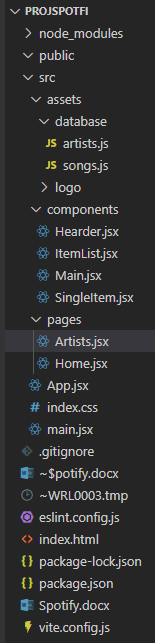 PROJSPOTFI
node_modules
public
src
assets
database
JS artists.js
JS songs.js
logo
components
Hearder.jsx
ItemList.jsx
Main.jsx
SingleItem.jsx
pages
Artists.jsx
Home.jsx
App.jsx
# index.css
main.jsx
.gitignore
~$potify.docx
~WRL0003.tmp
eslint.config.js
<> index.html
{} package-lock.json
{} package.json
Spotify.docx
vite.config.js